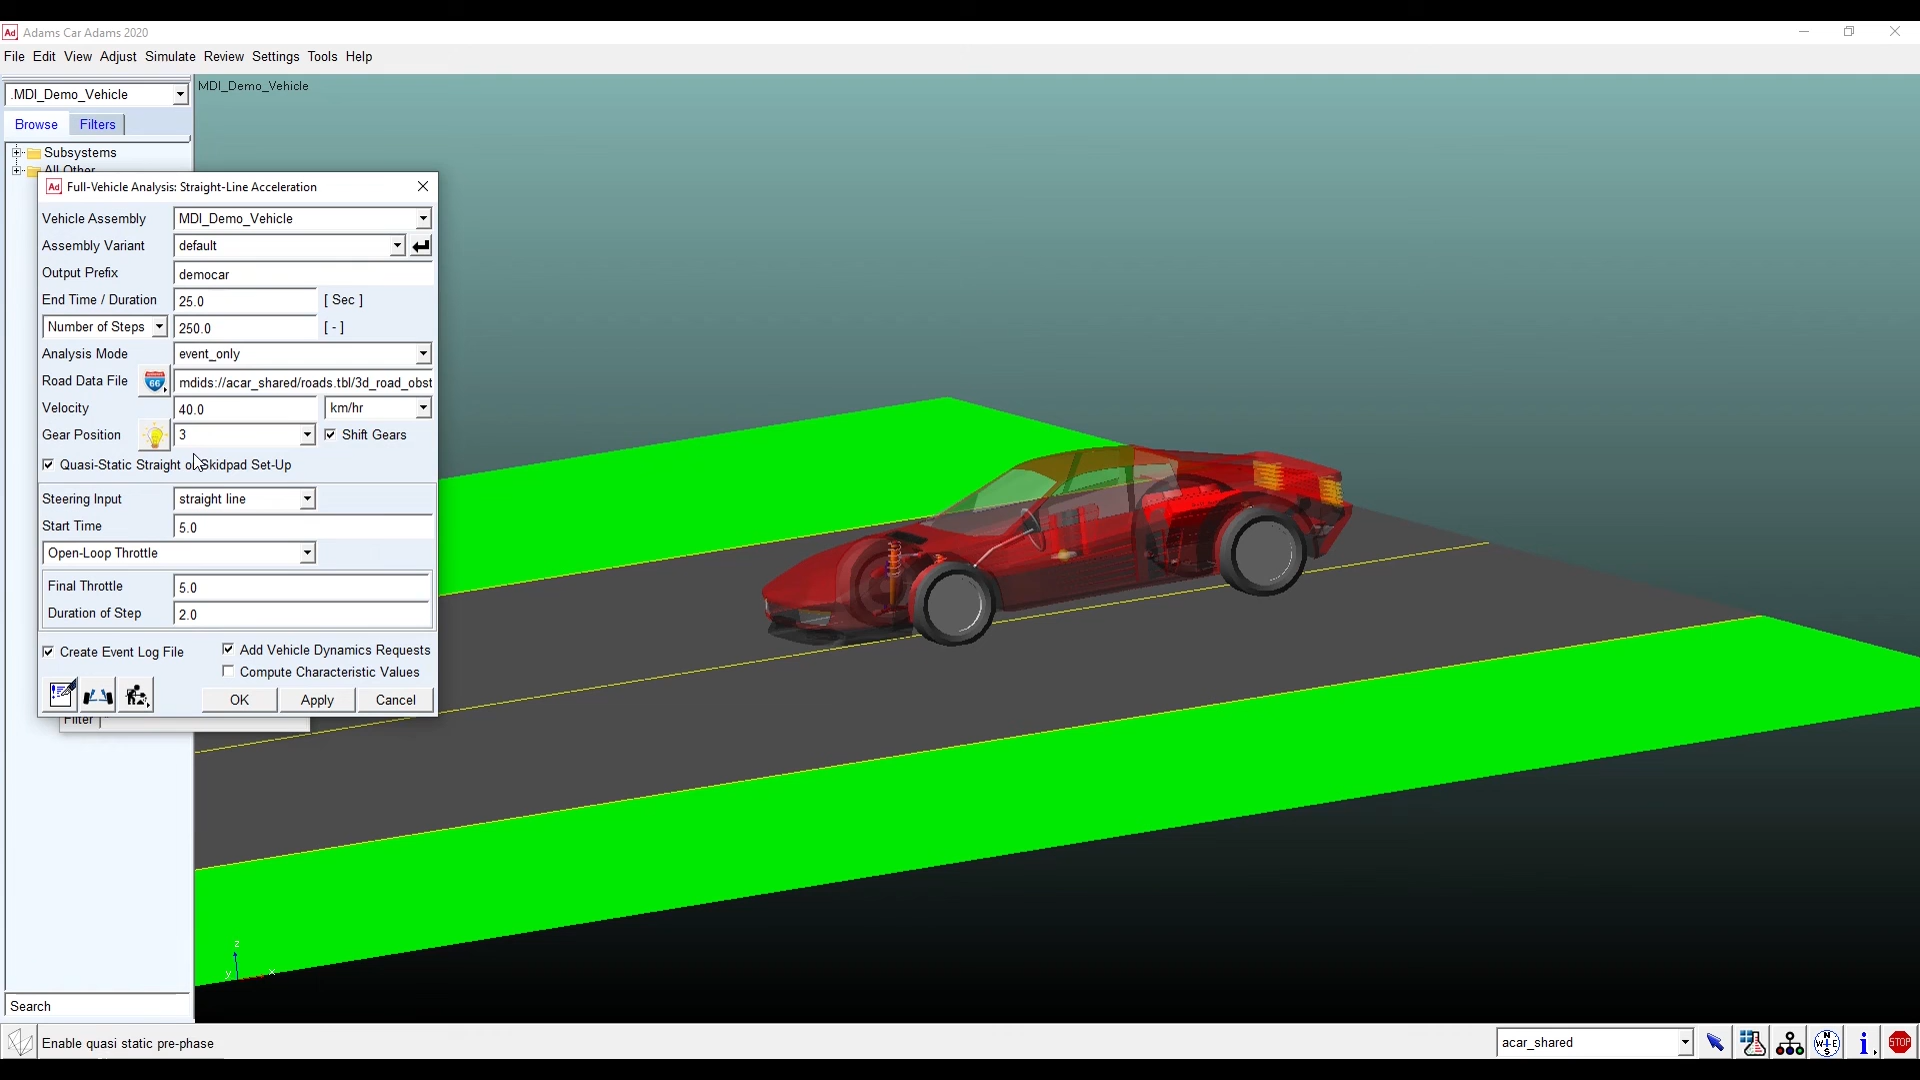 Ad Adams Car Adams 2020
File Edit View Adjust Simulate Review Settings Tools Help
.MDI_Demo_Vehicle
MDI_Demo_Vehicle
Browse Filters
Subsystems
All Other
Ad Full-Vehicle Analysis: Straight-Line Acceleration
Vehicle Assembly MDI_Demo_Vehicle
Assembly Variant default
Output Prefix democar
End Time / Duration 25.0 [ Sec ]
Number of Steps 250.0 [ - ]
Analysis Mode event_only
Road Data File 66 mdids://acar_shared/roads.tbl/3d_road_obst
Velocity 40.0 km/hr
Gear Position 3 Shift Gears
Quasi-Static Straight or Skidpad Set-Up
Steering Input straight line
Start Time 5.0
Open-Loop Throttle
Final Throttle 5.0
Duration of Step 2.0
Create Event Log File Add Vehicle Dynamics Requests
Compute Characteristic Values
OK Apply Cancel
Filter
z
y x
Search
Enable quasi static pre-phase
acar_shared
N
W E
S
i
STOP